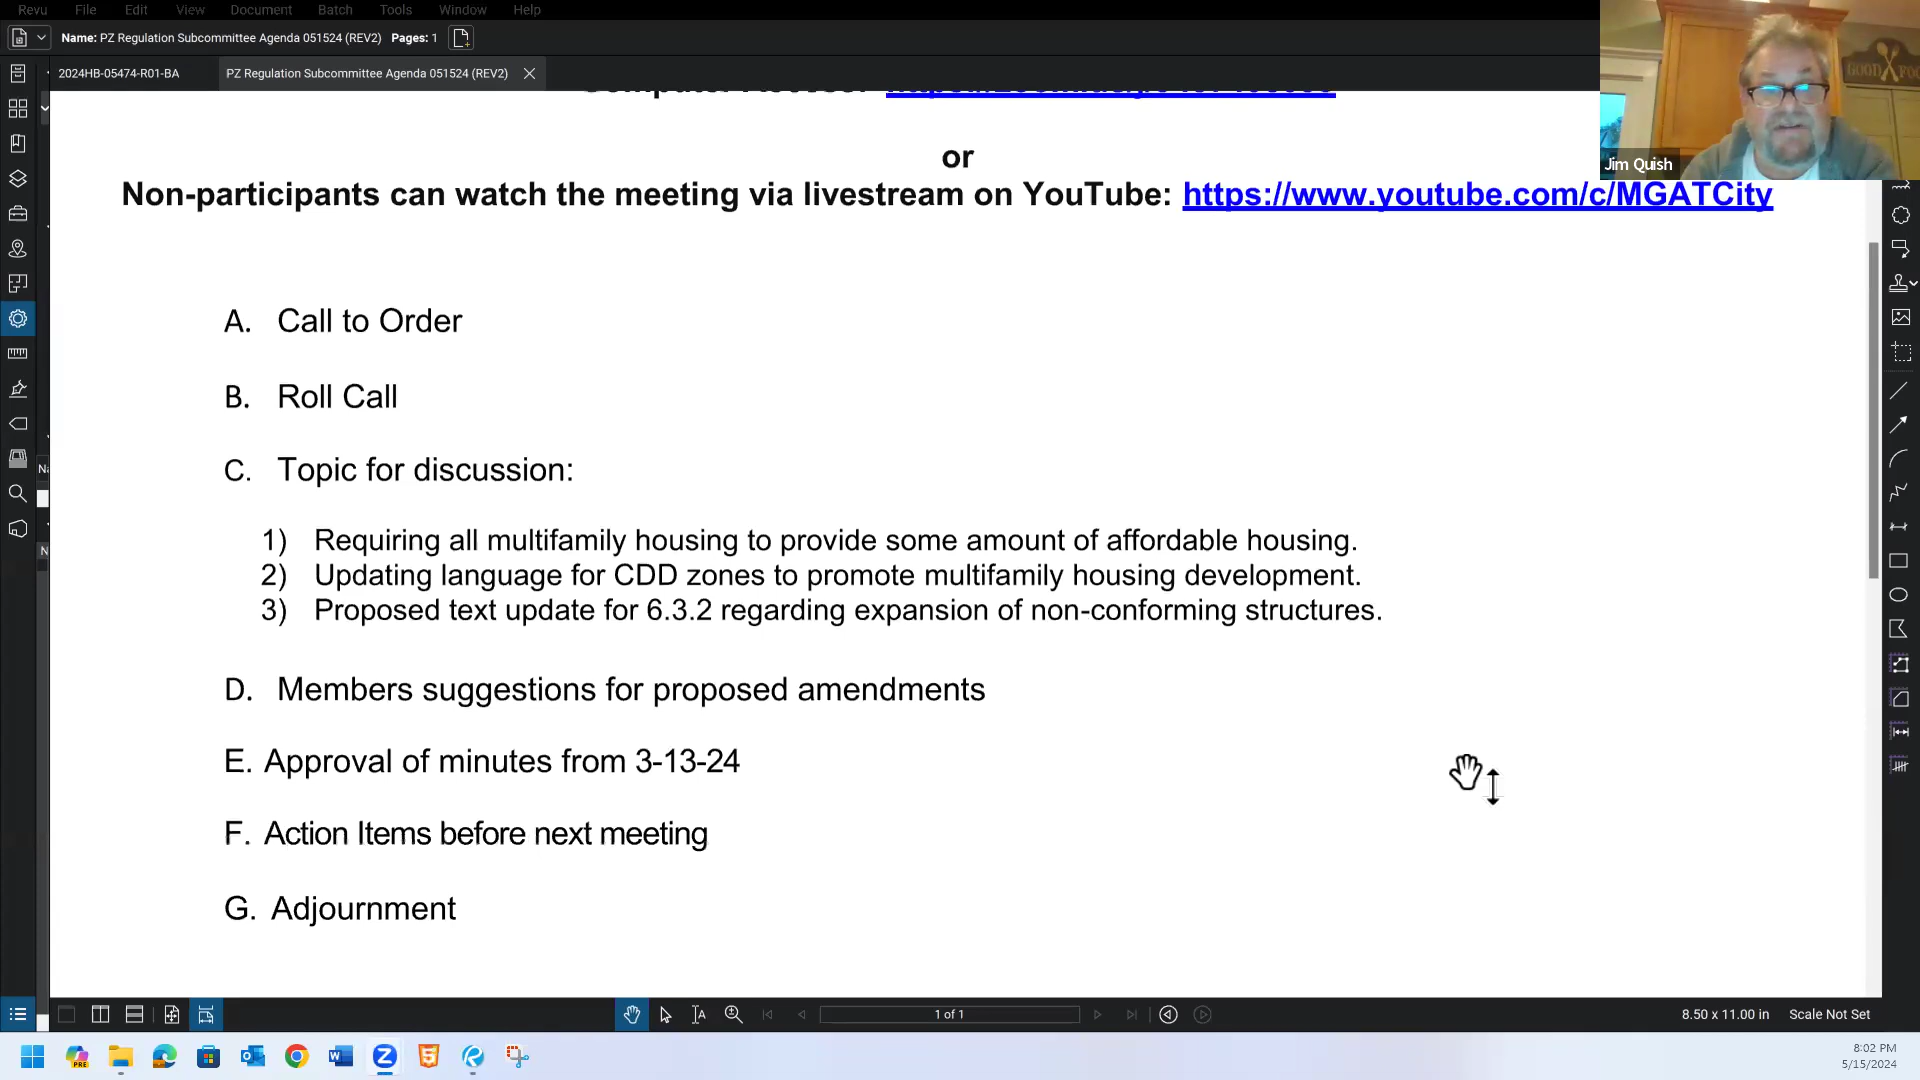 Revu File Edit View Document Batch Tools Window Help
Name: PZ Regulation Subcommittee Agenda 051524 (REV2) Pages: 1
2024HB-05474-R01-BA PZ Regulation Subcommittee Agenda 051524 (REV2)
GOOD
Jim Quish
or
Non-participants can watch the meeting via livestream on YouTube: https://www.youtube.com/c/MGATCity
A. Call to Order
B. Roll Call
C. Topic for discussion:
1) Requiring all multifamily housing to provide some amount of affordable housing.
2) Updating language for CDD zones to promote multifamily housing development.
3) Proposed text update for 6.3.2 regarding expansion of non-conforming structures.
D. Members suggestions for proposed amendments
E. Approval of minutes from 3-13-24
F. Action Items before next meeting
G. Adjournment
1 of 1
8.50 x 11.00 in Scale Not Set
8:02 PM
5/15/2024